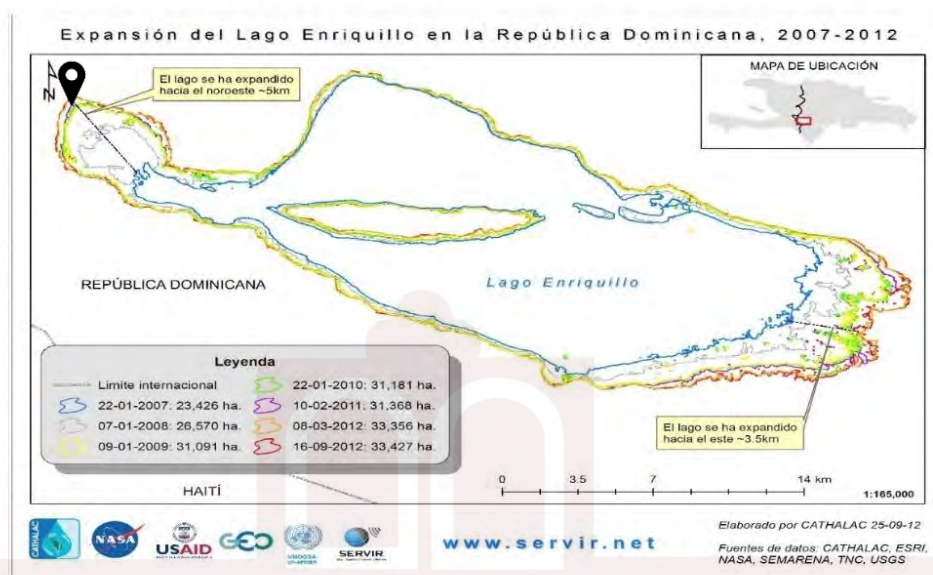 Expansión del Lago Enriquillo en la República Dominicana, 2007-2012
N
El lago se ha expandido
hacia el noroeste ~5km
MAPA DE UBICACIÓN
REPÚBLICA DOMINICANA
Lago Enriquillo
Leyenda
Limite internacional
22-01-2007: 23,426 ha.
07-01-2008: 26,570 ha.
09-01-2009: 31,091 ha.
22-01-2010: 31,181 ha.
10-02-2011: 31,368 ha.
08-03-2012: 33,356 ha.
16-09-2012: 33,427 ha.
El lago se ha expandido
hacia el este ~3.5km
HAITÍ
0 3.5 7 14 km
1:165,000
CATHALAC
NASA
USAID
GEO
UNOOSA
SERVIR
www.servir.net
Elaborado por CATHALAC 25-09-12
Fuentes de datos: CATHALAC, ESRI,
NASA, SEMARENA, TNC, USGS